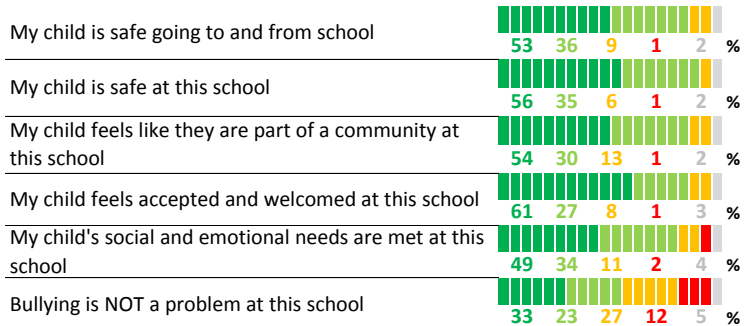 My child is safe going to and from school
53 36 9 1 2 %
My child is safe at this school
56 35 6 1 2 %
My child feels like they are part of a community at
this school
54 30 13 1 2 %
My child feels accepted and welcomed at this school
61 27 8 1 3 %
My child's social and emotional needs are met at this
school
49 34 11 2 4 %
Bullying is NOT a problem at this school
33 23 27 12 5 %